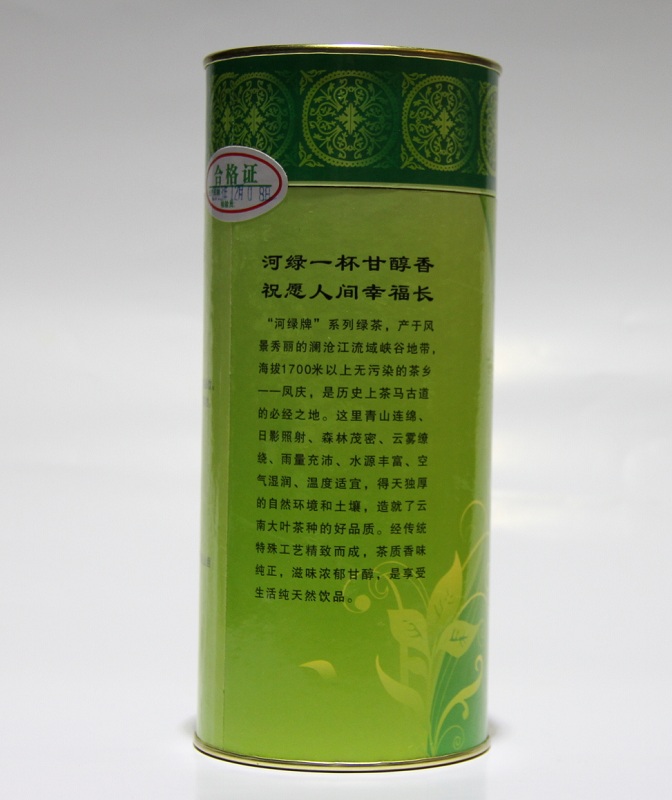 合格证
河绿一杯甘醇香
祝愿人间幸福长
“河绿牌”系列绿茶，产于风
景秀丽的澜沧江流域峡谷地带，
海拔1700米以上无污染的茶乡
——凤庆，是历史上茶马古道
的必经之地。这里青山连绵、
日影照射、森林茂密、云雾缭
绕、雨量充沛、水源丰富、空
气湿润、温度适宜，得天独厚
的自然环境和土壤，造就了云
南大叶茶种的好品质。经传统
特殊工艺精致而成，茶质香味
纯正，滋味浓郁甘醇，是享受
生活纯天然饮品。